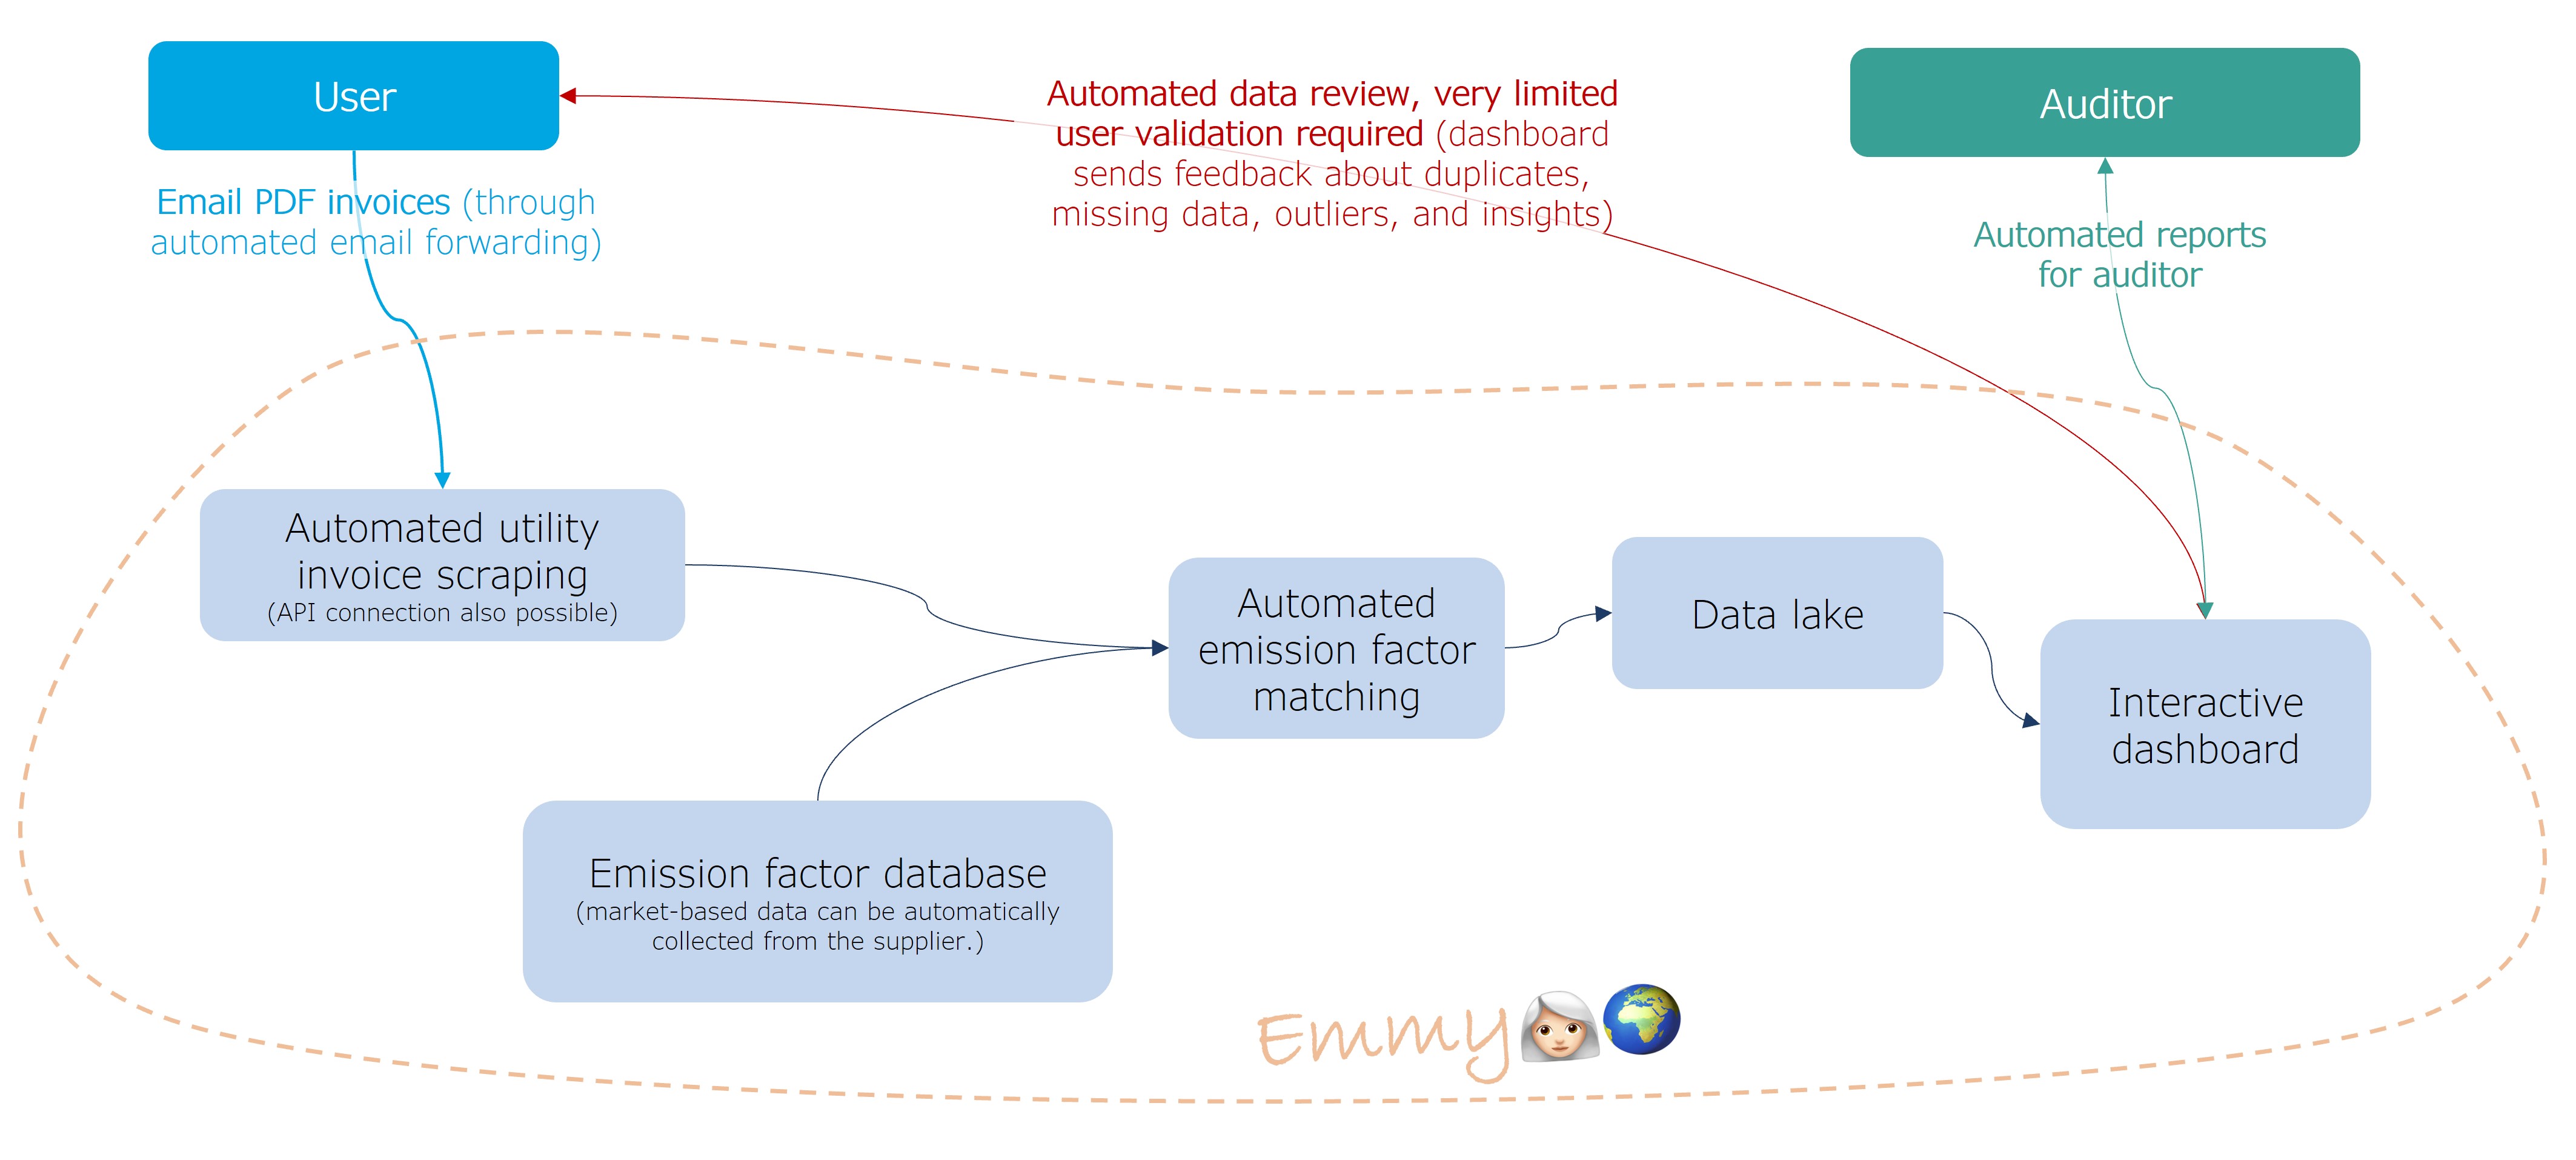 User
Email PDF invoices (through
automated email forwarding)
Automated data review, very limited
user validation required (dashboard
sends feedback about duplicates,
missing data, outliers, and insights)
Auditor
Automated reports
for auditor
Automated utility
invoice scraping
(API connection also possible)
Automated
emission factor
matching
Data lake
Interactive
dashboard
Emission factor database
(market-based data can be automatically
collected from the supplier.)
Emmy